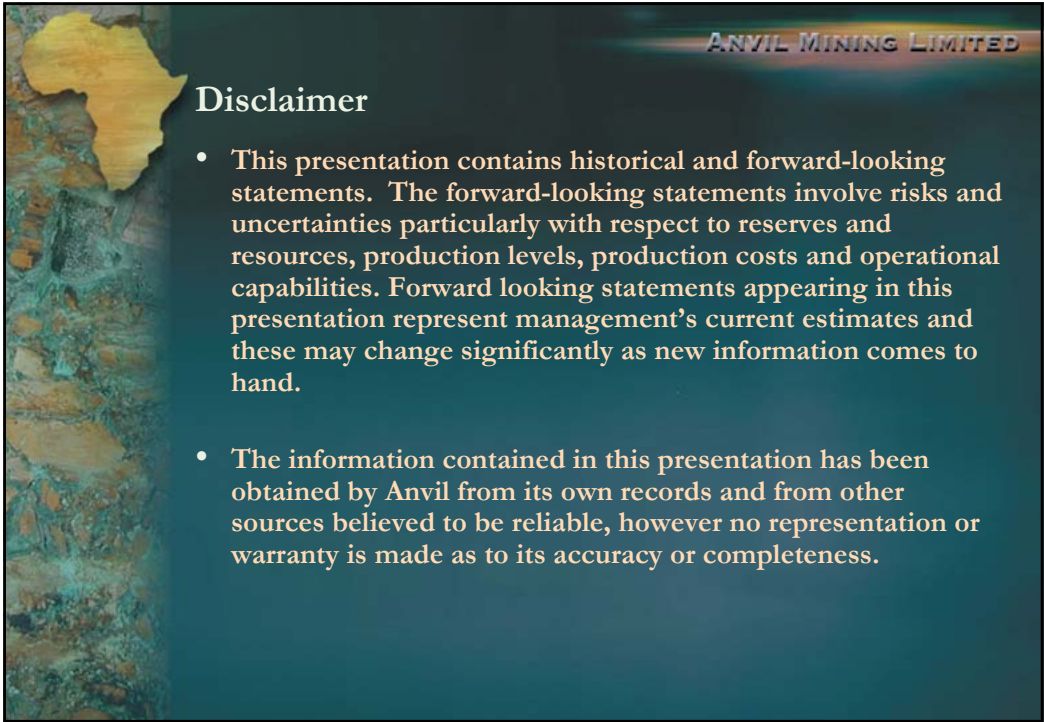 ANVIL MINING LIMITED
Disclaimer
• This presentation contains historical and forward-looking
statements.  The forward-looking statements involve risks and
uncertainties particularly with respect to reserves and
resources, production levels, production costs and operational
capabilities. Forward looking statements appearing in this
presentation represent management’s current estimates and
these may change significantly as new information comes to
hand.
• The information contained in this presentation has been
obtained by Anvil from its own records and from other
sources believed to be reliable, however no representation or
warranty is made as to its accuracy or completeness.